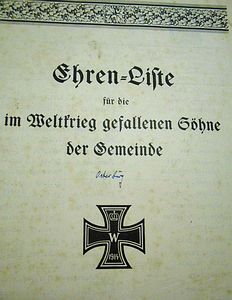 Ehren-Liste
für die
im Weltkrieg gefallenen Söhne
der Gemeinde
W
1914